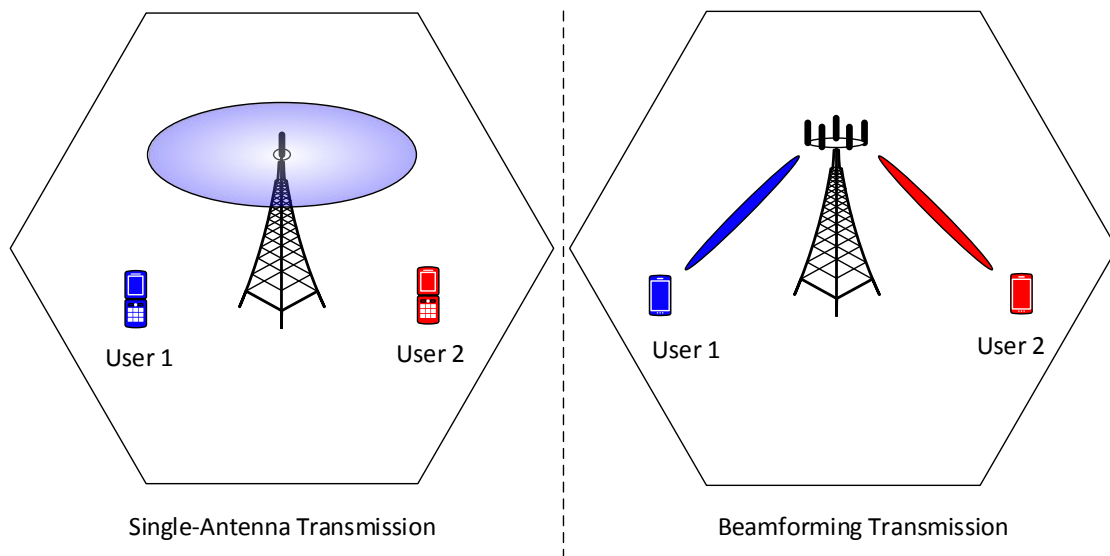 User 1
User 2
User 1
User 2
Single-Antenna Transmission
Beamforming Transmission